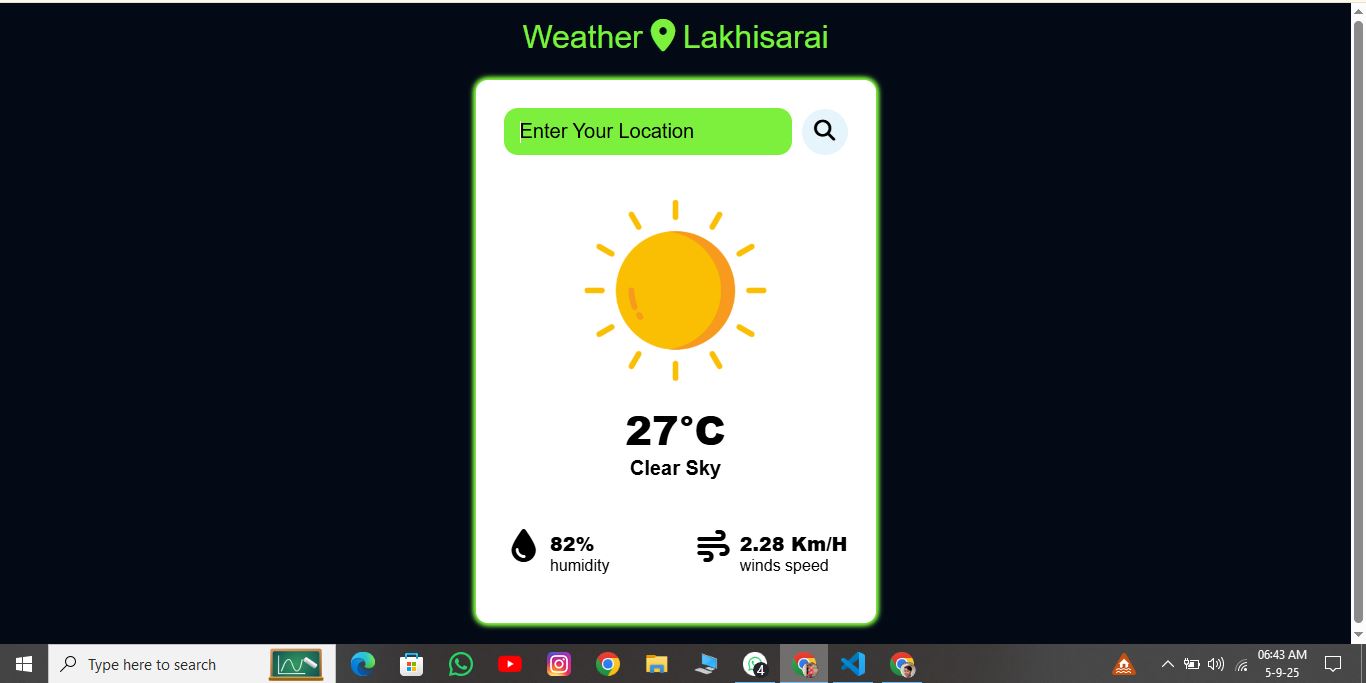 Weather Lakhisarai
Enter Your Location
27°C
Clear Sky
82%
humidity
2.28 Km/H
winds speed
Type here to search
4
06:43 AM
5-9-25